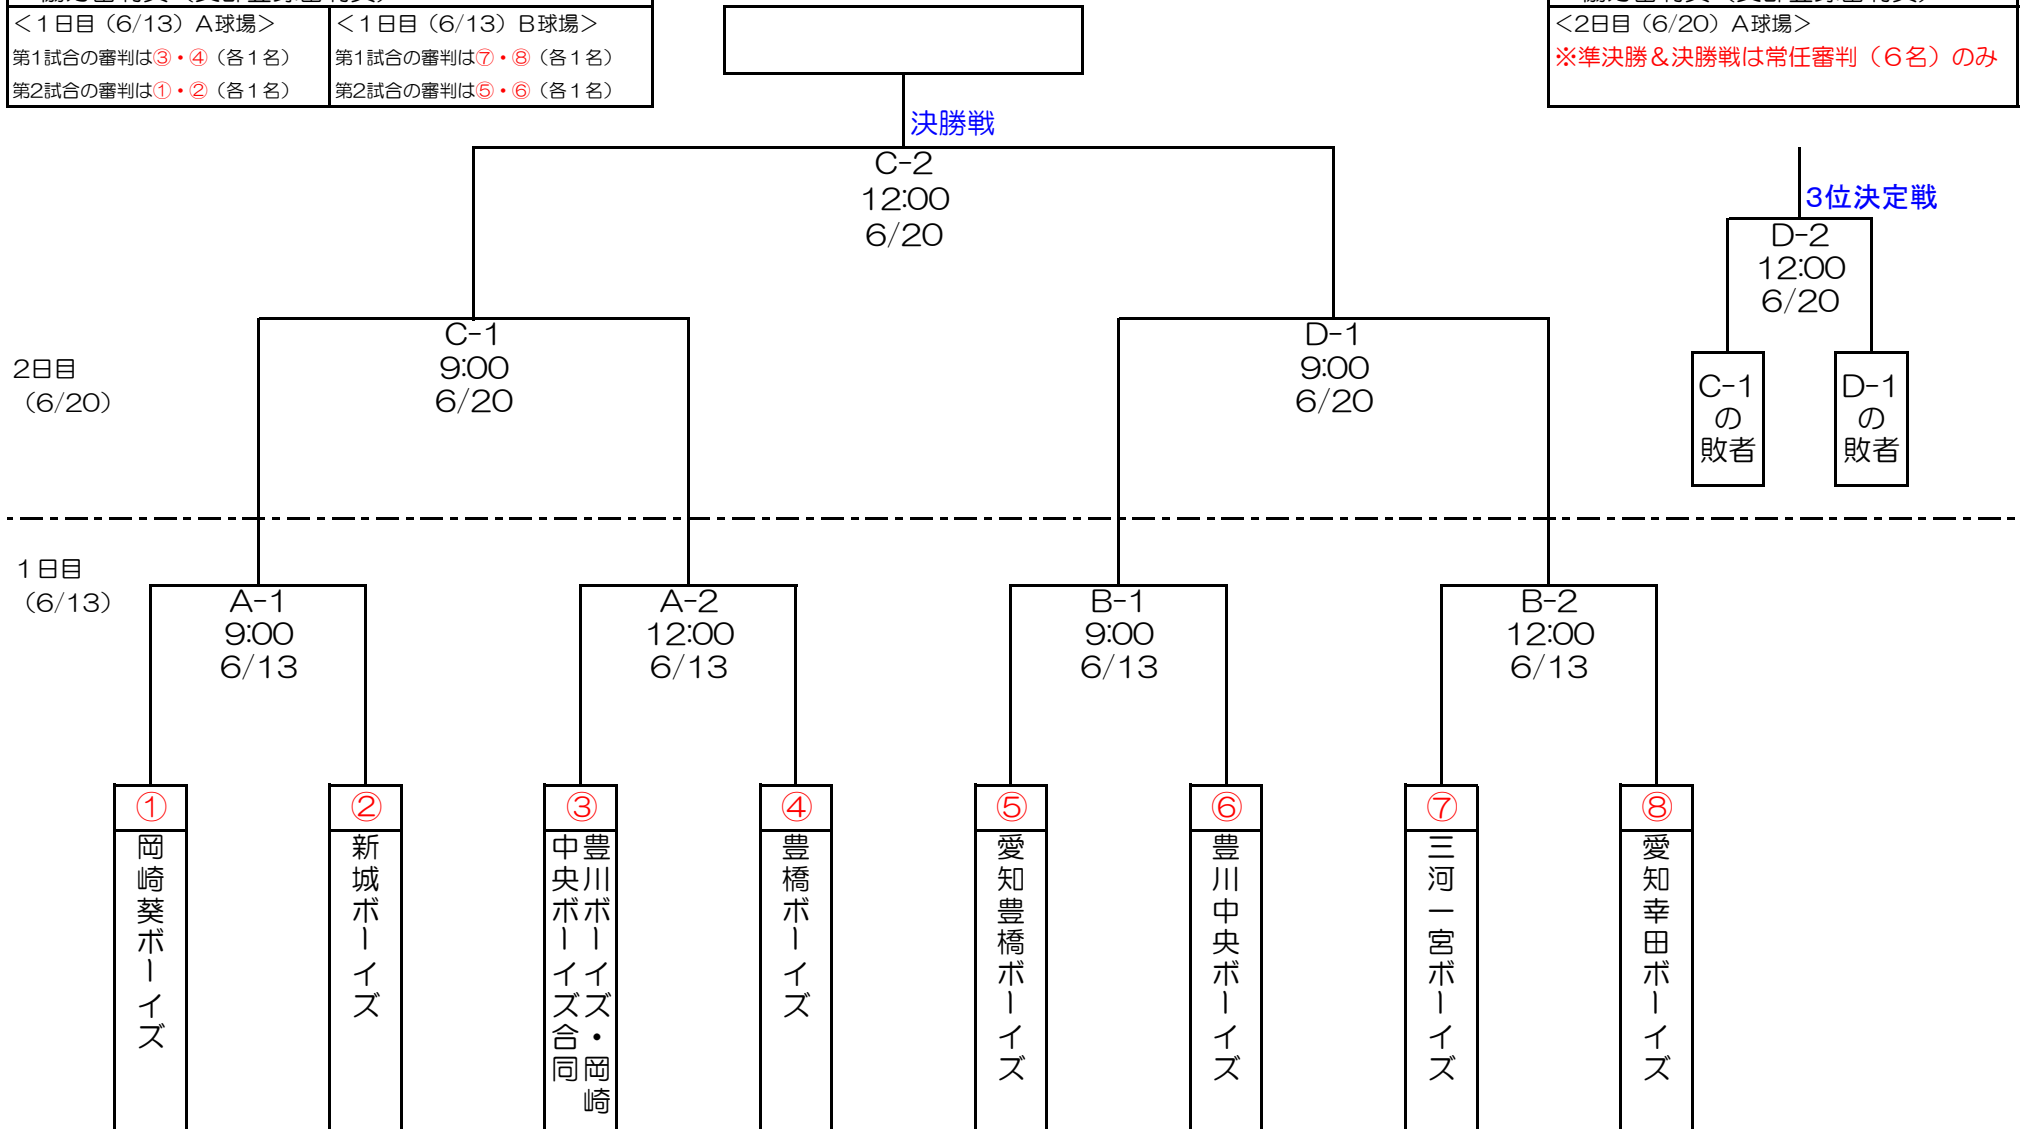 ＜１日目（6/13）Ａ球場＞
第1試合の審判は③・④（各１名）
第2試合の審判は①・②（各１名）
＜１日目（6/13）Ｂ球場＞
第1試合の審判は⑦・⑧（各１名）
第2試合の審判は⑤・⑥（各１名）
＜2日目（6/20）Ａ球場＞
※準決勝＆決勝戦は常任審判（６名）のみ
決勝戦
C-2
12:00
6/20
3位決定戦
D-2
12:00
6/20
C-1
の
敗者
D-1
の
敗者
2日目
（6/20）
C-1
9:00
6/20
D-1
9:00
6/20
１日目
（6/13）
A-1
9:00
6/13
A-2
12:00
6/13
B-1
9:00
6/13
B-2
12:00
6/13
①
岡崎葵ボーイズ
②
新城ボーイズ
③
豊川ボーイズ・岡崎
中央ボーイズ合同
④
豊橋ボーイズ
⑤
愛知豊橋ボーイズ
⑥
豊川中央ボーイズ
⑦
三河一宮ボーイズ
⑧
愛知幸田ボーイズ